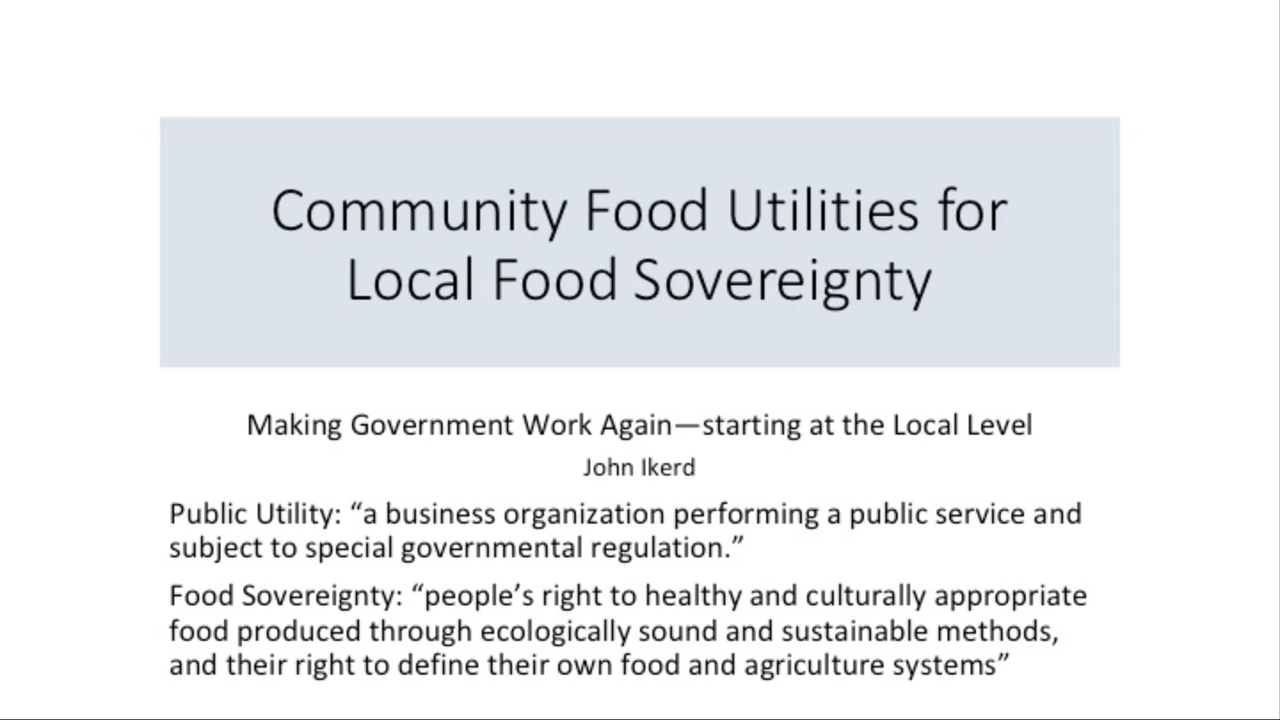 Community Food Utilities for
Local Food Sovereignty
Making Government Work Again—starting at the Local Level
John Ikerd
Public Utility: “a business organization performing a public service and
subject to special governmental regulation.”
Food Sovereignty: “people’s right to healthy and culturally appropriate
food produced through ecologically sound and sustainable methods,
and their right to define their own food and agriculture systems”